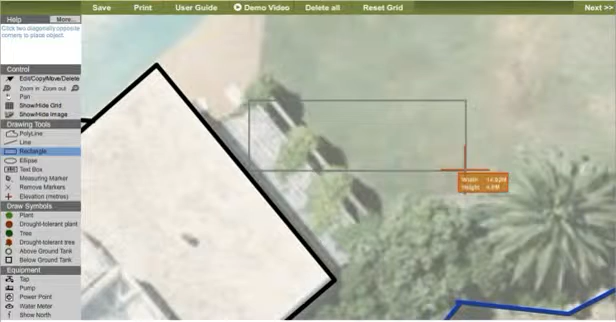 Save Print User Guide Demo Video Delete all Reset Grid Next >>
Help More...
Click two diagonally opposite
corners to place object.
Control
Edit/Copy/Move/Delete
Zoom in Zoom out
Pan
Show/Hide Grid
Show/Hide Image
Drawing Tools
PolyLine
Line
Rectangle
Ellipse
Text Box
Measuring Marker
Remove Markers
Elevation (metres)
Draw Symbols
Plant
Drought-tolerant plant
Tree
Drought-tolerant tree
Above Ground Tank
Below Ground Tank
Equipment
Tap
Pump
Power Point
Water Meter
Show North
Width
Height